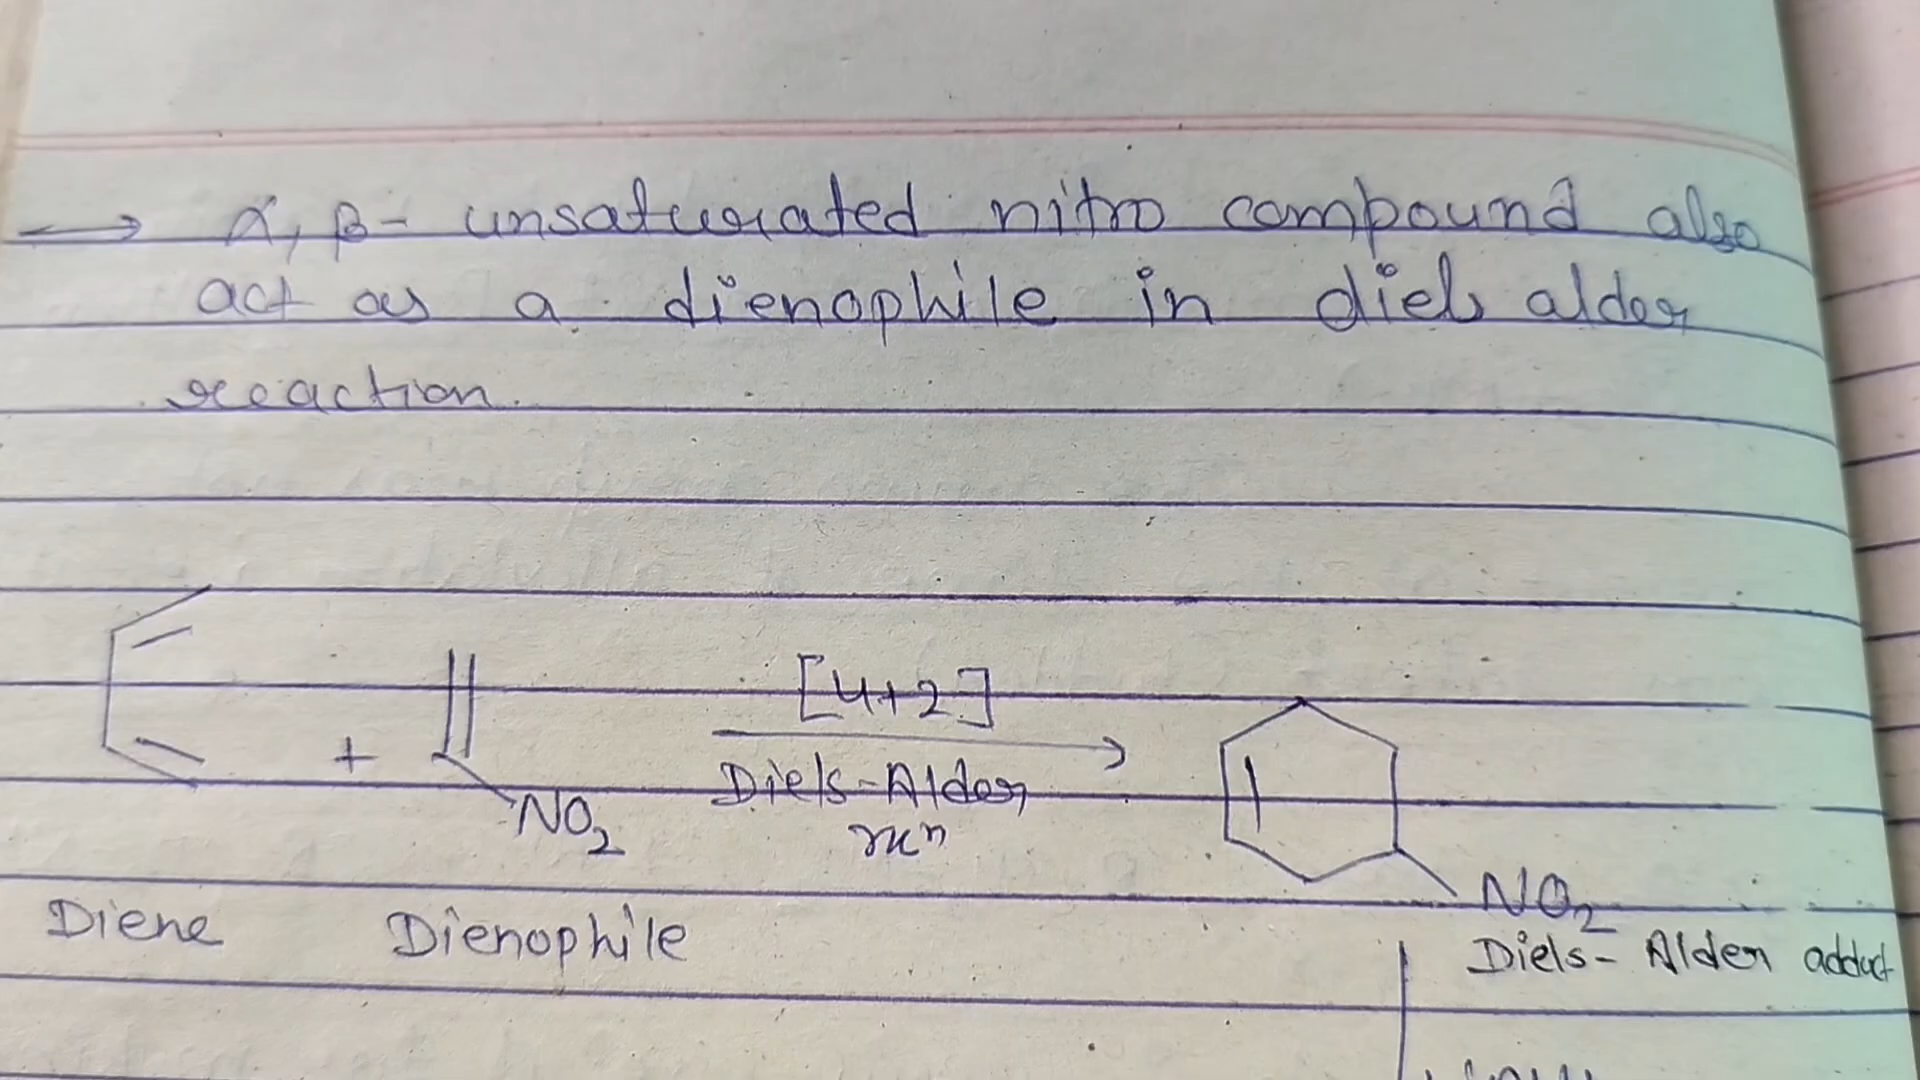 → α, β- unsaturated nitro compound also
act as a dienophile in diels alder
reaction.
[4+2]
+
Diels-Alder
rxⁿ
NO₂
NO₂
Diene Dienophile
Diels- Alder adduct